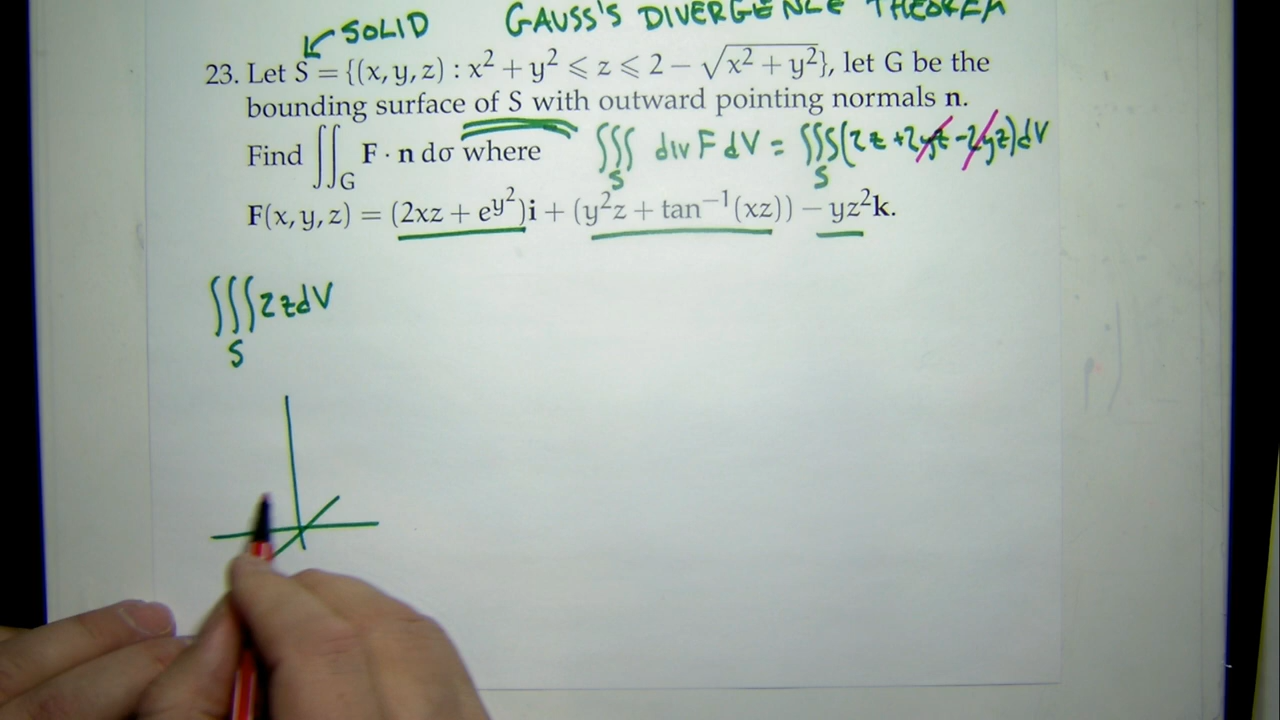 SOLID GAUSS'S DIVERGENCE THEOREM
23. Let S = {(x, y, z) : x² + y² ⩽ z ⩽ 2 − √(x² + y²)}, let G be the
bounding surface of S with outward pointing normals n.
Find ∬_G F · n dσ where ∭_S div F dV = ∭_S (2z + 2yz − 2yz) dV
F(x, y, z) = (2xz + e^{y²})i + (y²z + tan⁻¹(xz)) − yz²k.
∭_S 2z dV